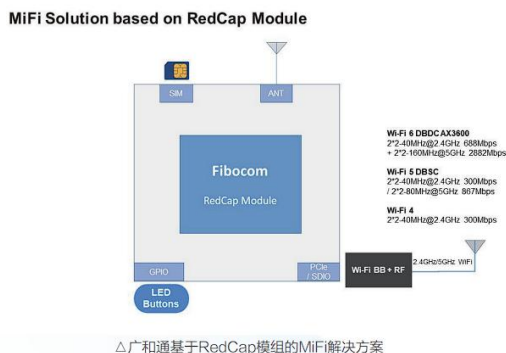 MiFi Solution based on RedCap Module
SIM
ANT
Fibocom
RedCap Module
Wi-Fi 6 DBDC AX3600
2*2-40MHz@2.4GHz 688Mbps
+ 2*2-160MHz@5GHz 2882Mbps
Wi-Fi 5 DBSC
2*2-40MHz@2.4GHz 300Mbps
/ 2*2-80MHz@5GHz 867Mbps
Wi-Fi 4
2*2-40MHz@2.4GHz 300Mbps
GPIO
PCIe
/ SDIO
Wi-Fi BB + RF
2.4GHz/5GHz WiFi
LED
Buttons
△广和通基于RedCap模组的MiFi解决方案